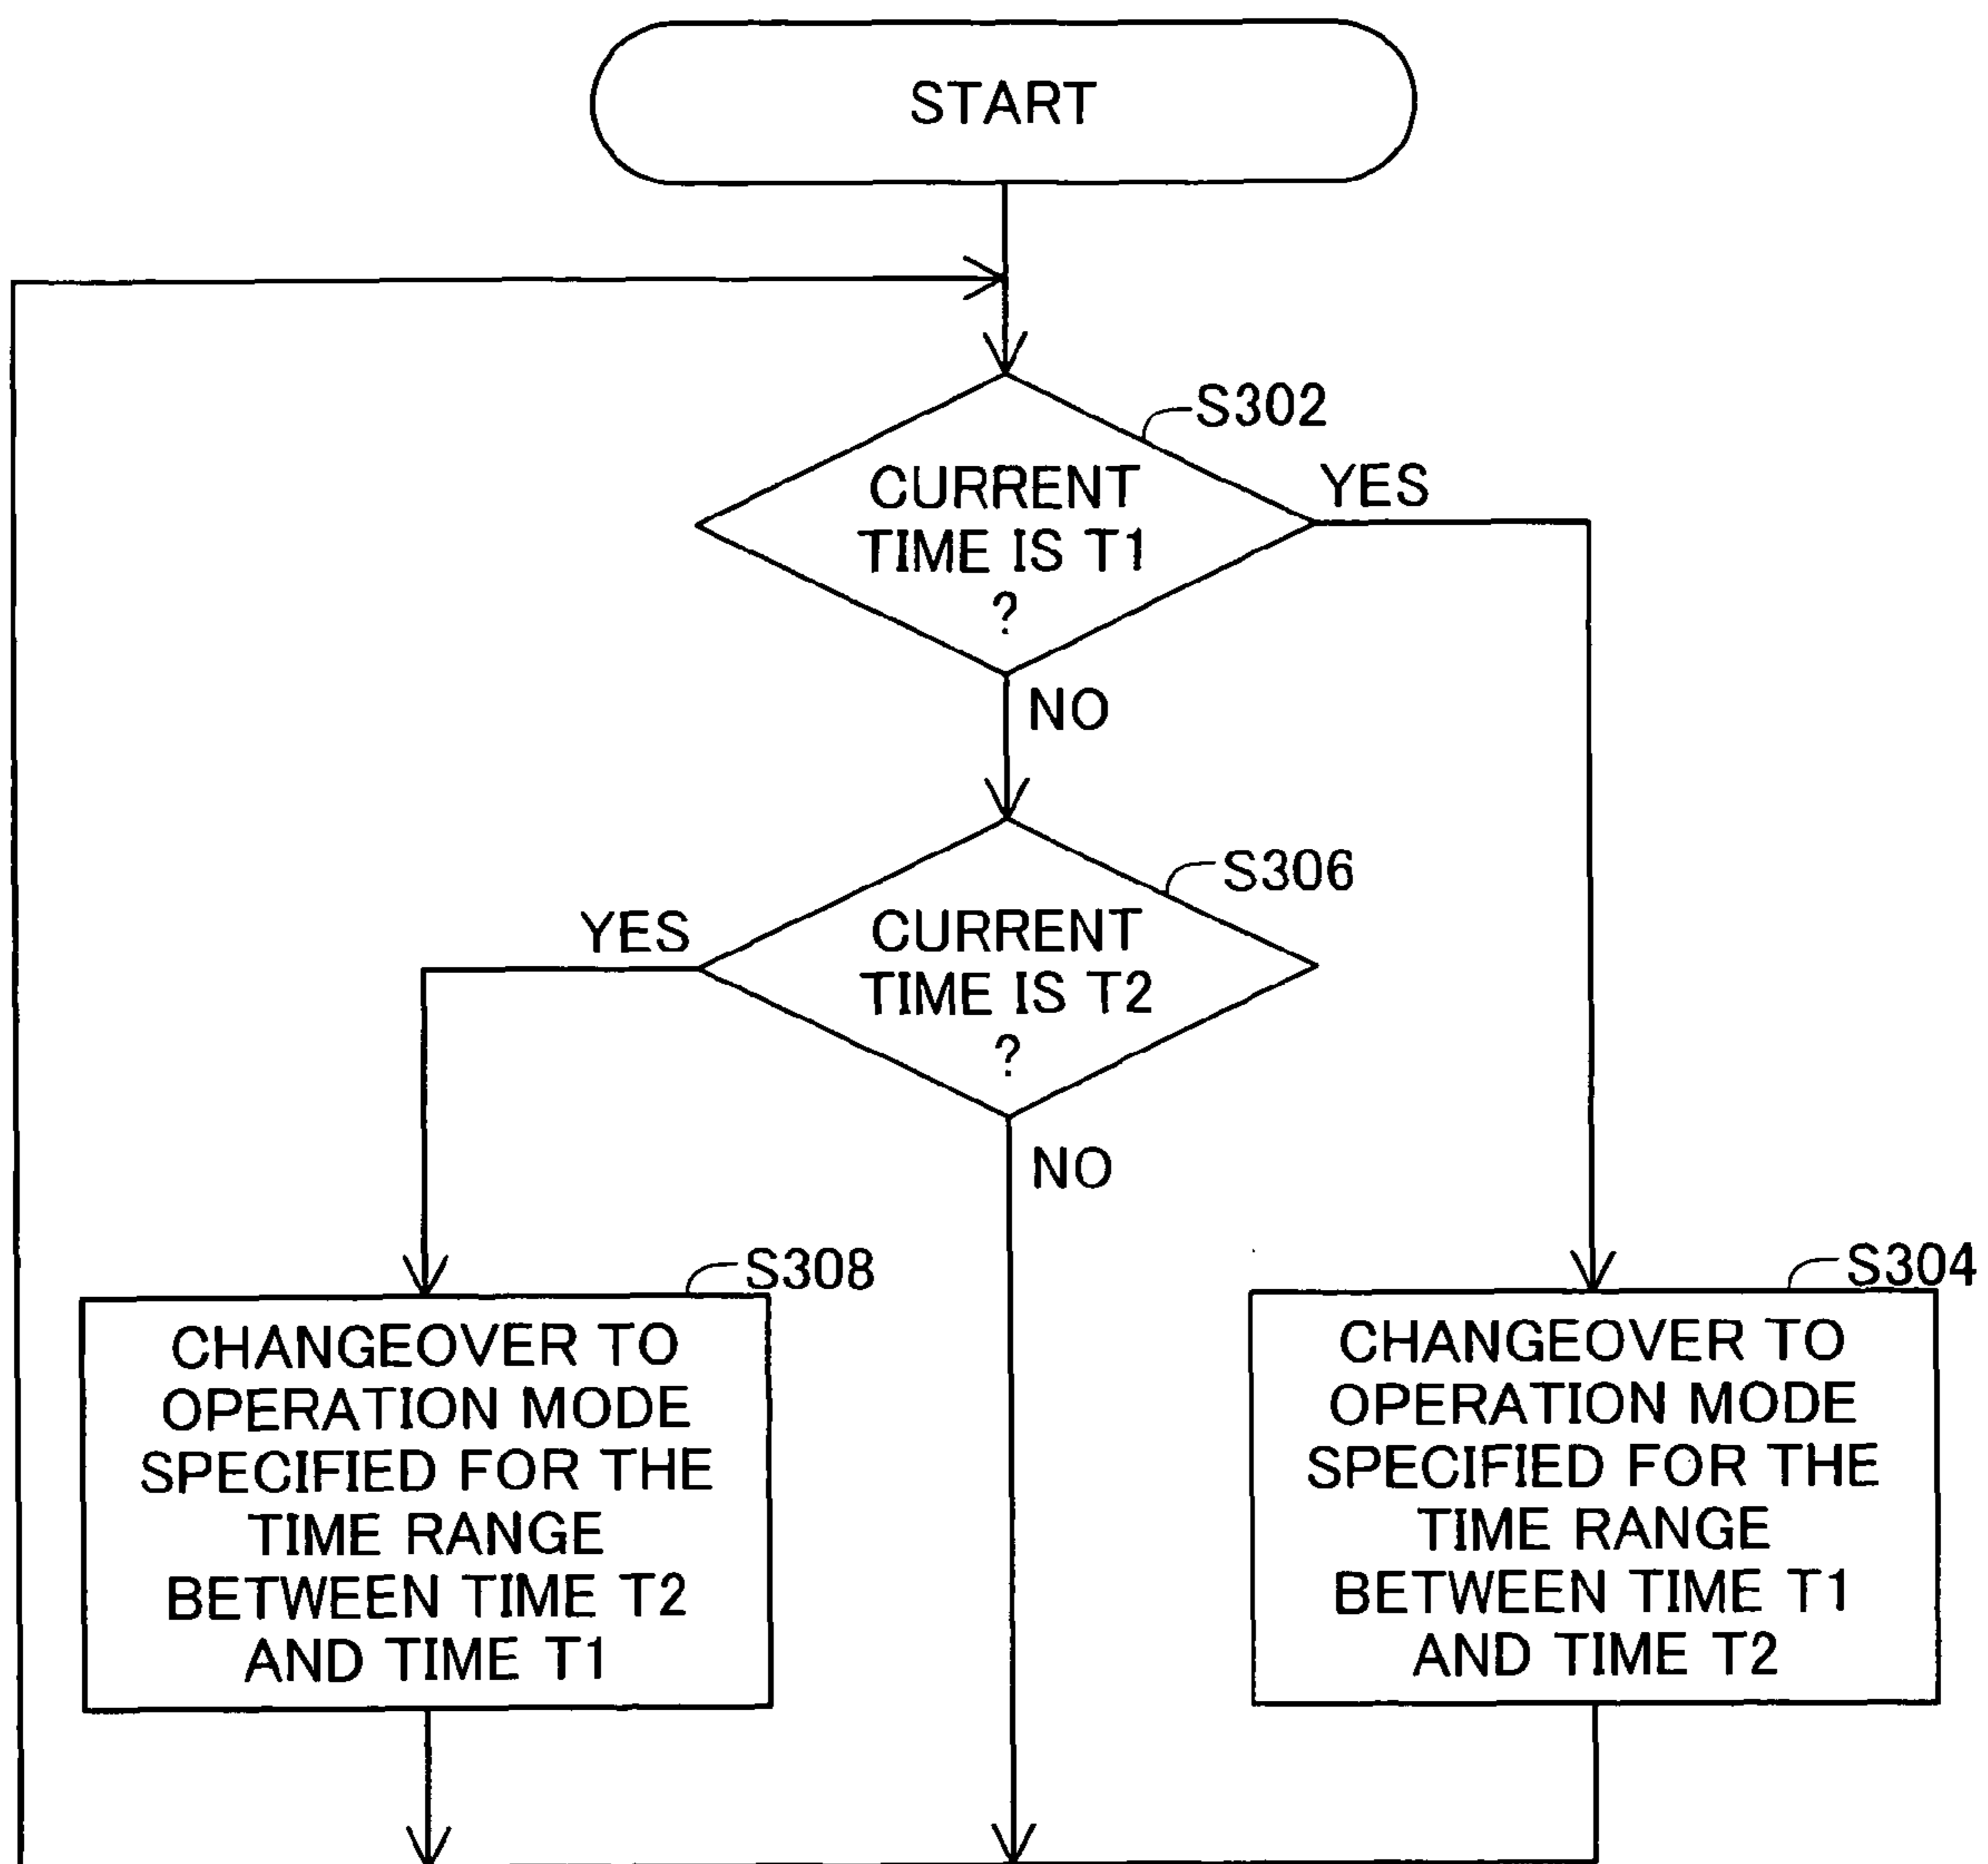 START
S302
CURRENT
TIME IS T1
?
YES
NO
S306
CURRENT
TIME IS T2
?
YES
NO
S308
CHANGEOVER TO
OPERATION MODE
SPECIFIED FOR THE
TIME RANGE
BETWEEN TIME T2
AND TIME T1
S304
CHANGEOVER TO
OPERATION MODE
SPECIFIED FOR THE
TIME RANGE
BETWEEN TIME T1
AND TIME T2